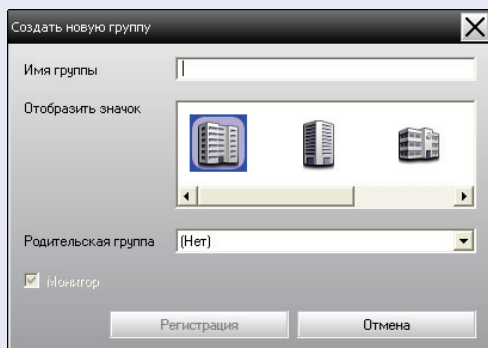 Создать новую группу
Имя группы
Отобразить значок
Родительская группа (Нет)
Монитор
Регистрация Отмена